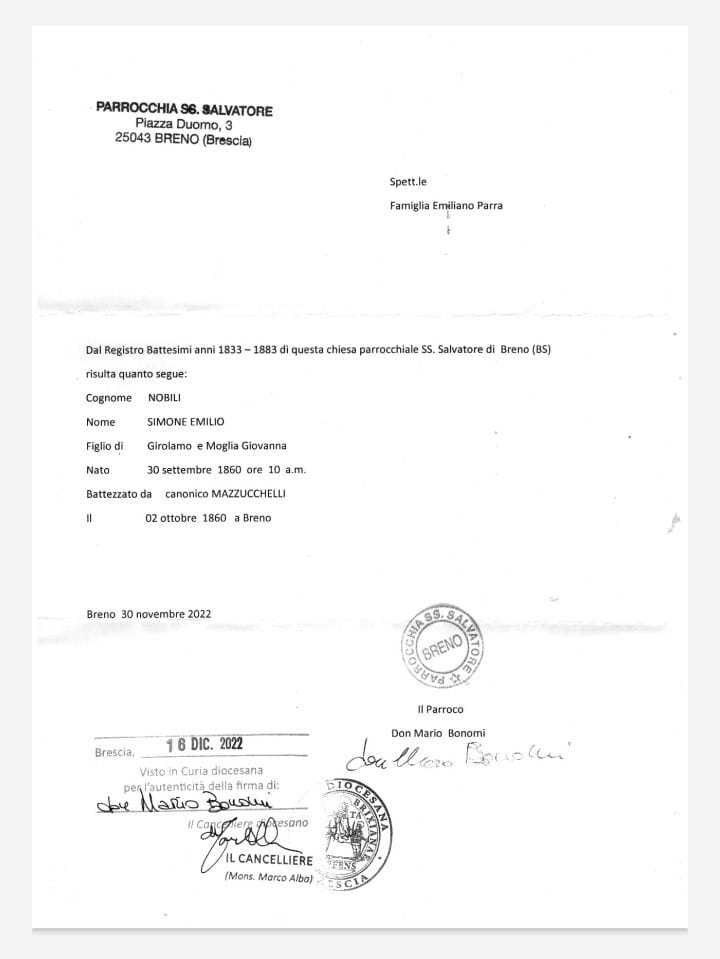 PARROCCHIA SS. SALVATORE
Piazza Duomo, 3
25043 BRENO (Brescia)
Spett.le
Famiglia Emiliano Parra
Dal Registro Battesimi anni 1833 – 1883 di questa chiesa parrocchiale SS. Salvatore di Breno (BS)
risulta quanto segue:
Cognome NOBILI
Nome SIMONE EMILIO
Figlio di Girolamo e Moglia Giovanna
Nato 30 settembre 1860 ore 10 a.m.
Battezzato da canonico MAZZUCCHELLI
Il 02 ottobre 1860 a Breno
Breno 30 novembre 2022
PARROCCHIA SS. SALVATORE
BRENO
Il Parroco
Don Mario Bonomi
don Mario Bonomi
Brescia, 16 DIC. 2022
Visto in Curia diocesana
per l'autenticità della firma di:
don Mario Bonomi
Il Cancelliere diocesano
IL CANCELLIERE
(Mons. Marco Alba)
DIOCESANA
BRIXIANA
BRESCIA